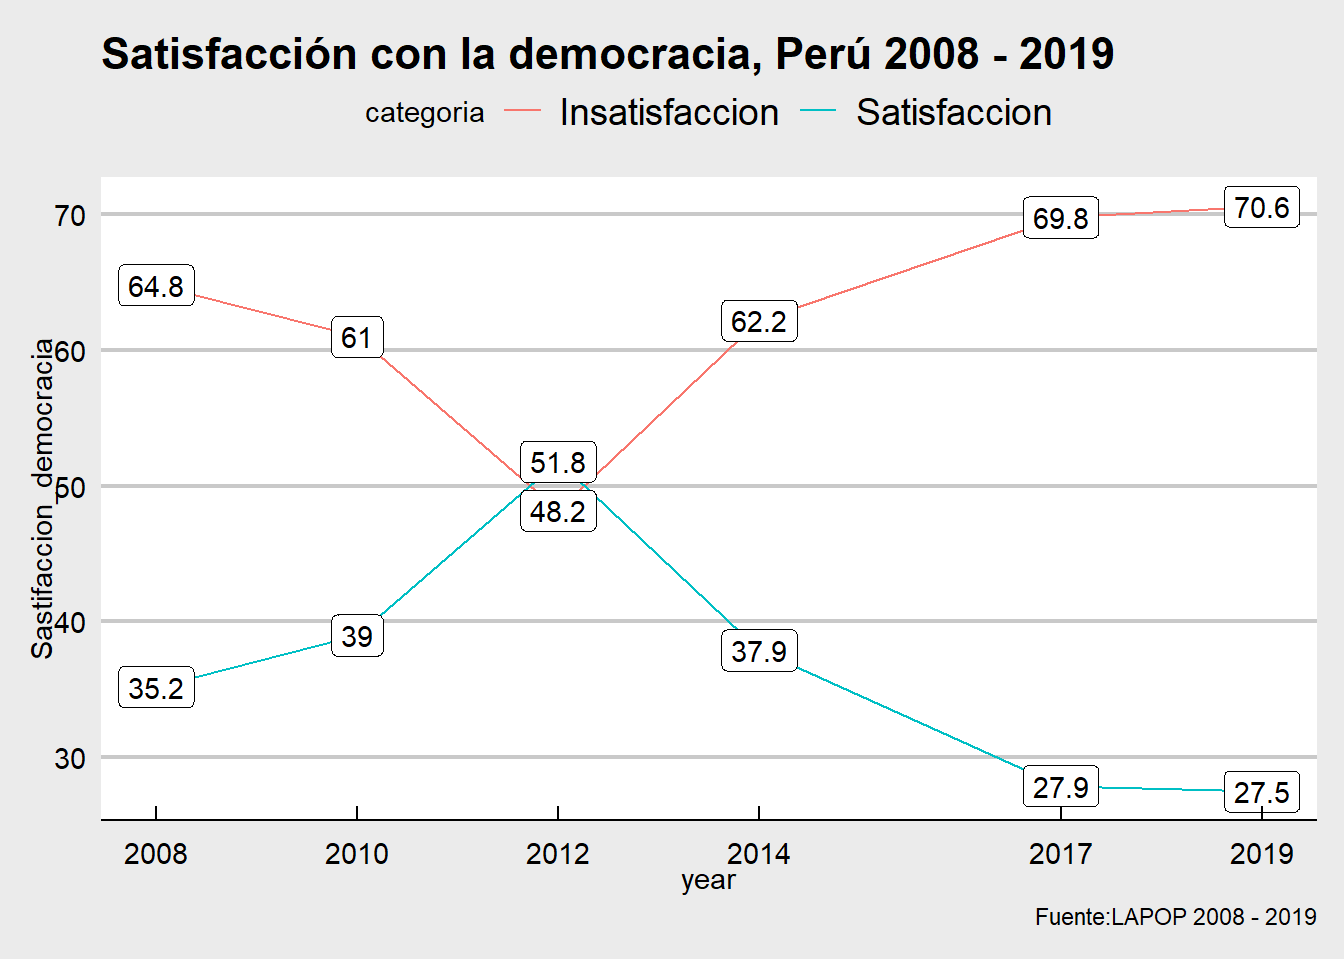 Satisfacción con la democracia, Perú 2008 - 2019
categoria Insatisfaccion Satisfaccion
Sastifaccion_democracia
70
60
50
40
30
64.8
61
51.8
48.2
62.2
69.8
70.6
35.2
39
37.9
27.9
27.5
2008 2010 2012 2014 2017 2019
year
Fuente:LAPOP 2008 - 2019